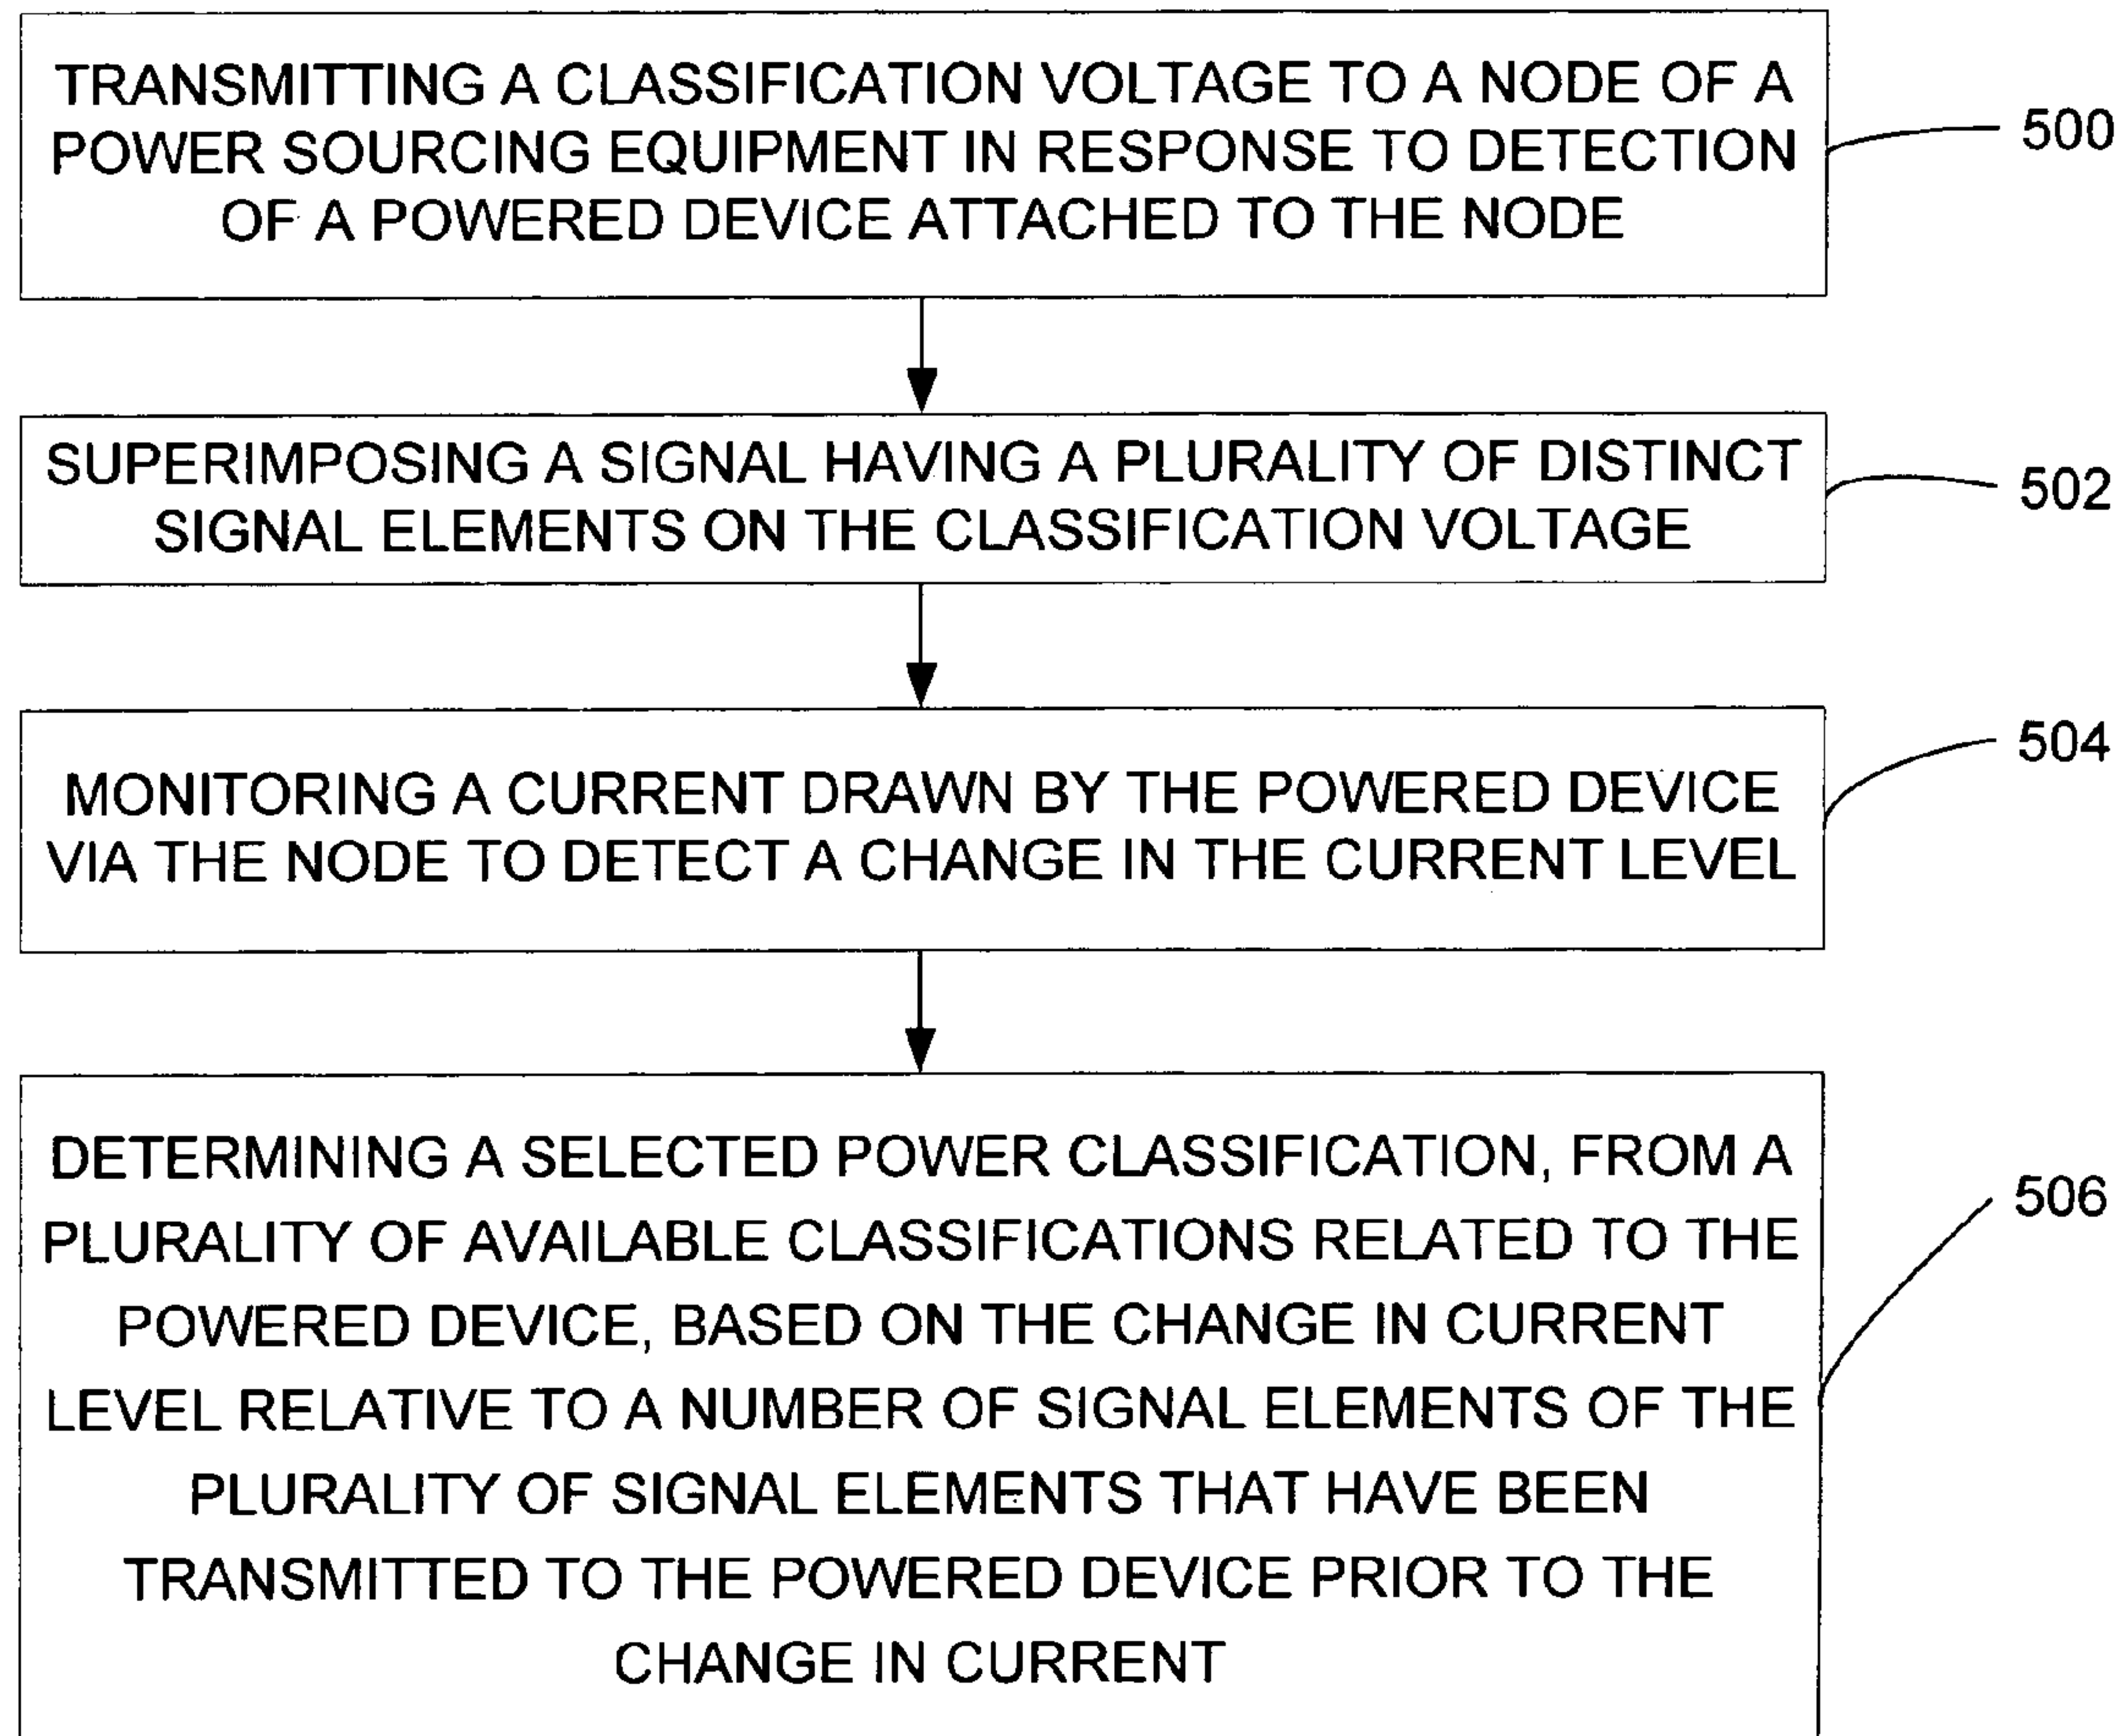 TRANSMITTING A CLASSIFICATION VOLTAGE TO A NODE OF A
POWER SOURCING EQUIPMENT IN RESPONSE TO DETECTION
OF A POWERED DEVICE ATTACHED TO THE NODE
500
SUPERIMPOSING A SIGNAL HAVING A PLURALITY OF DISTINCT
SIGNAL ELEMENTS ON THE CLASSIFICATION VOLTAGE
502
MONITORING A CURRENT DRAWN BY THE POWERED DEVICE
VIA THE NODE TO DETECT A CHANGE IN THE CURRENT LEVEL
504
DETERMINING A SELECTED POWER CLASSIFICATION, FROM A
PLURALITY OF AVAILABLE CLASSIFICATIONS RELATED TO THE
POWERED DEVICE, BASED ON THE CHANGE IN CURRENT
LEVEL RELATIVE TO A NUMBER OF SIGNAL ELEMENTS OF THE
PLURALITY OF SIGNAL ELEMENTS THAT HAVE BEEN
TRANSMITTED TO THE POWERED DEVICE PRIOR TO THE
CHANGE IN CURRENT
506